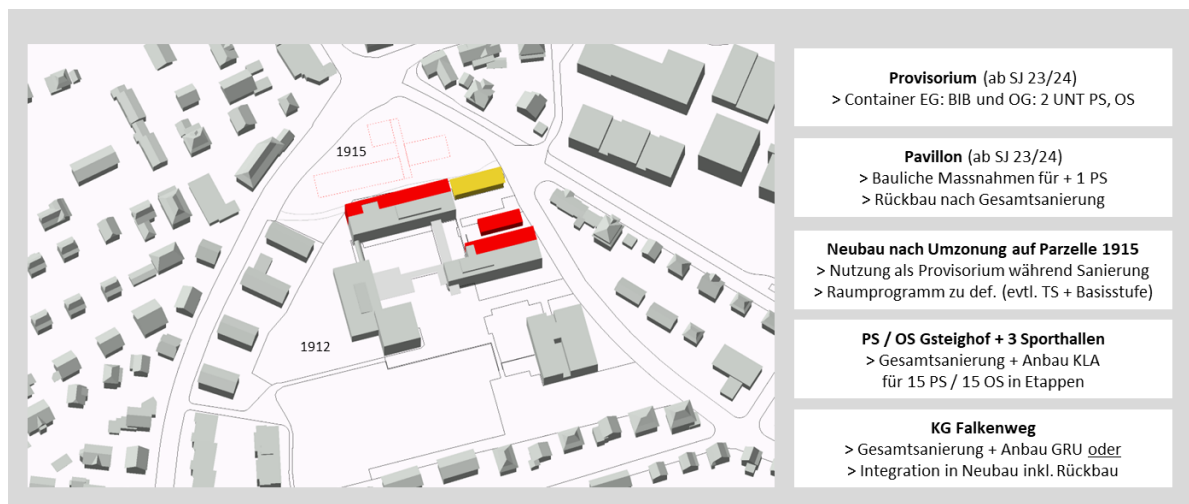 1915
1912
Provisorium (ab SJ 23/24)
> Container EG: BIB und OG: 2 UNT PS, OS
Pavillon (ab SJ 23/24)
> Bauliche Massnahmen für + 1 PS
> Rückbau nach Gesamtsanierung
Neubau nach Umzonung auf Parzelle 1915
> Nutzung als Provisorium während Sanierung
> Raumprogramm zu def. (evtl. TS + Basisstufe)
PS / OS Gsteighof + 3 Sporthallen
> Gesamtsanierung + Anbau KLA
für 15 PS / 15 OS in Etappen
KG Falkenweg
> Gesamtsanierung + Anbau GRU oder
> Integration in Neubau inkl. Rückbau